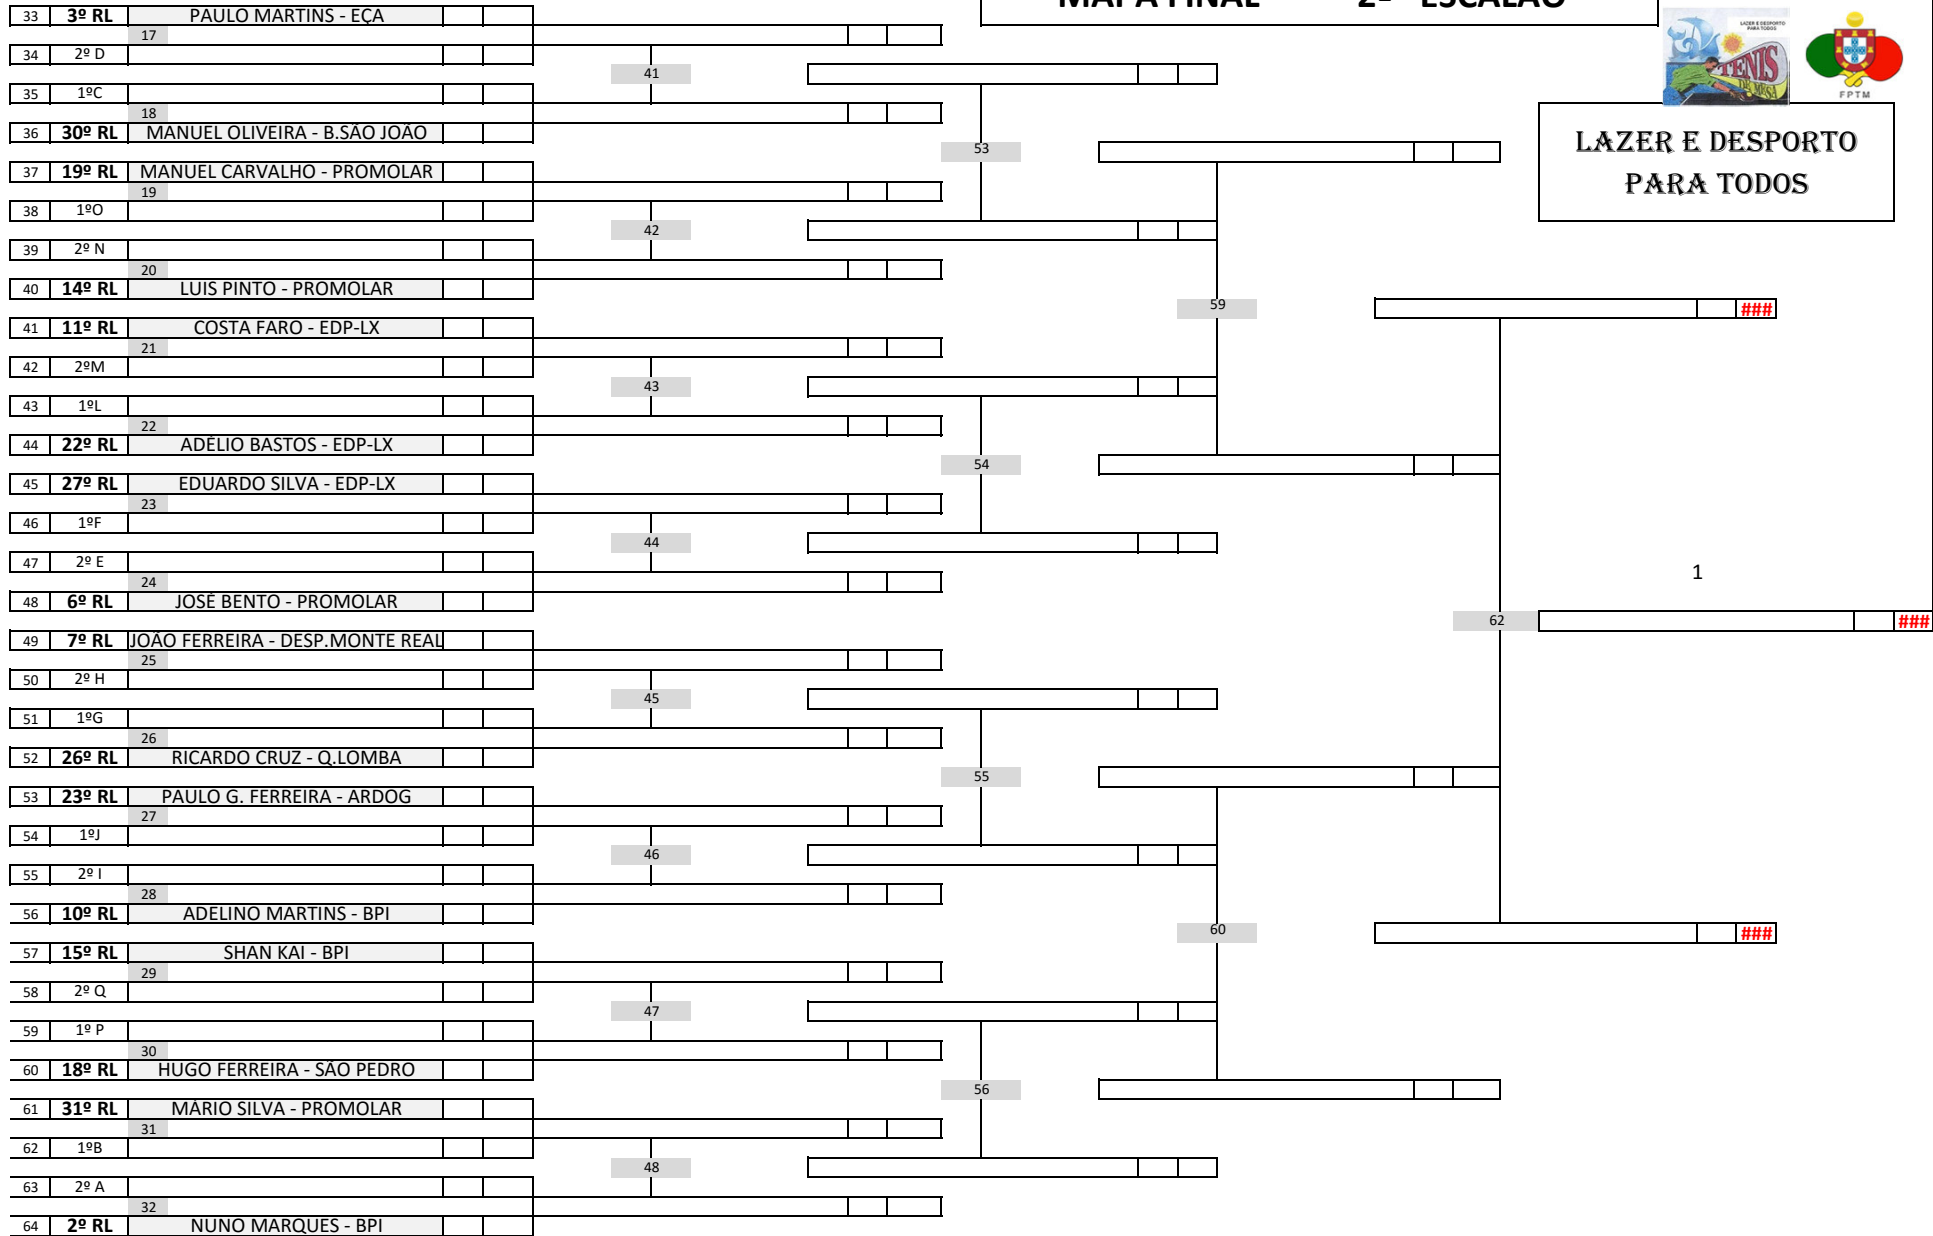 MAPA FINAL 2º ESCALÃO
33 3º RL PAULO MARTINS - EÇA
17
34 2º D
41
35 1ºC
18
36 30º RL MANUEL OLIVEIRA - B.SÃO JOÃO
53
37 19º RL MANUEL CARVALHO - PROMOLAR
19
38 1ºO
42
39 2º N
20
40 14º RL LUIS PINTO - PROMOLAR
59
###
41 11º RL COSTA FARO - EDP-LX
21
42 2ºM
43
43 1ºL
22
44 22º RL ADÉLIO BASTOS - EDP-LX
54
45 27º RL EDUARDO SILVA - EDP-LX
23
46 1ºF
44
47 2º E
1
24
48 6º RL JOSÉ BENTO - PROMOLAR
62
###
49 7º RL JOÃO FERREIRA - DESP.MONTE REAL
25
50 2º H
45
51 1ºG
26
52 26º RL RICARDO CRUZ - Q.LOMBA
55
53 23º RL PAULO G. FERREIRA - ARDOG
27
54 1ºJ
46
55 2º I
28
56 10º RL ADELINO MARTINS - BPI
60
###
57 15º RL SHAN KAI - BPI
29
58 2º Q
47
59 1º P
30
60 18º RL HUGO FERREIRA - SÃO PEDRO
56
61 31º RL MÁRIO SILVA - PROMOLAR
31
62 1ºB
48
63 2º A
32
64 2º RL NUNO MARQUES - BPI
LAZER E DESPORTO
PARA TODOS
TENIS
DE MESA
FPTM
LAZER E DESPORTO
PARA TODOS